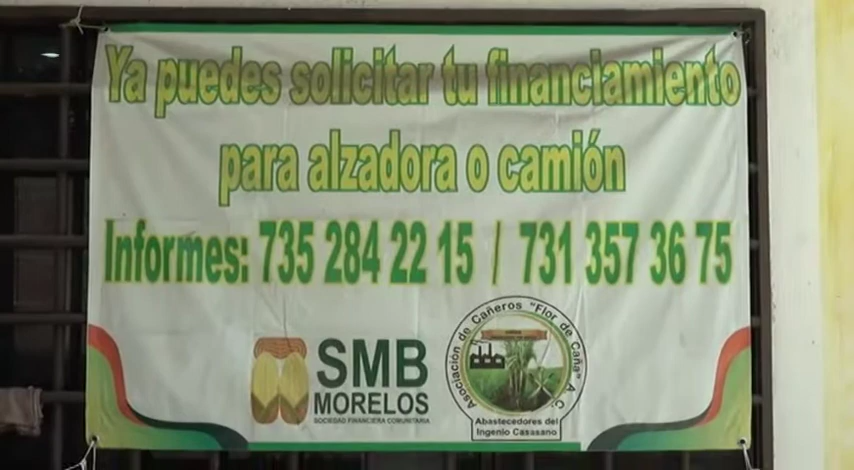 Ya puedes solicitar tu financiamiento
para alzadora o camión
Informes: 735 284 22 15 / 731 357 36 75
SMB
MORELOS
SOCIEDAD FINANCIERA COMUNITARIA
Asociación de Cañeros "Flor de Caña" A.C.
Abastecedores del
Ingenio Casasano